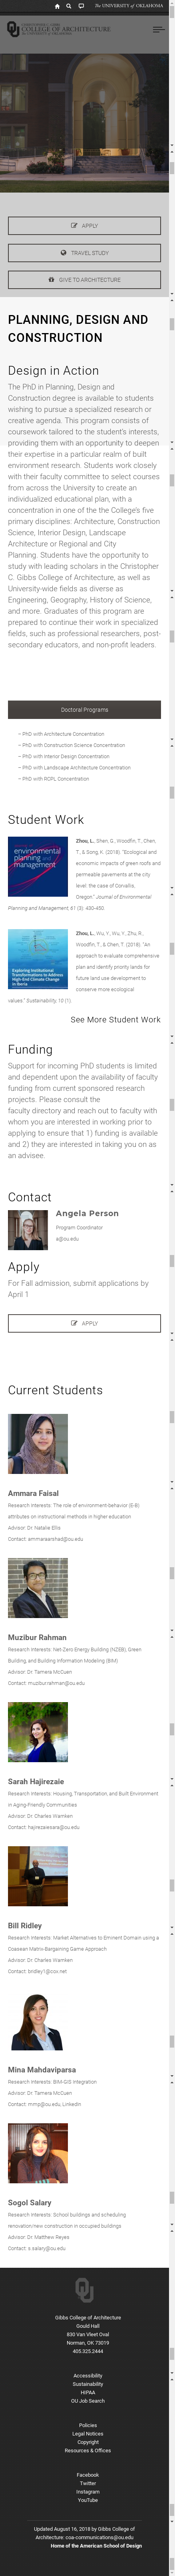 The UNIVERSITY of OKLAHOMA
CHRISTOPHER C. GIBBS
COLLEGE OF ARCHITECTURE
The UNIVERSITY OF OKLAHOMA
APPLY
TRAVEL STUDY
GIVE TO ARCHITECTURE
PLANNING, DESIGN AND
CONSTRUCTION
Design in Action
The PhD in Planning, Design and
Construction degree is available to students
wishing to pursue a specialized research or
creative agenda. This program consists of
coursework tailored to the student's interests,
providing them with an opportunity to deepen
their expertise in a particular realm of built
environment research. Students work closely
with the faculty committee to select courses
from across the University to create an
individualized educational plan, with a
concentration in one of the College's five
primary disciplines: Architecture, Construction
Science, Interior Design, Landscape
Architecture or Regional and City
Planning. Students have the opportunity to
study with leading scholars in the Christopher
C. Gibbs College of Architecture, as well as
University-wide fields as diverse as
Engineering, Geography, History of Science,
and more. Graduates of this program are
prepared to continue their work in specialized
fields, such as professional researchers, post-
secondary educators, and non-profit leaders.
Doctoral Programs
– PhD with Architecture Concentration
– PhD with Construction Science Concentration
– PhD with Interior Design Concentration
– PhD with Landscape Architecture Concentration
– PhD with RCPL Concentration
Student Work
environmental
planning and
management
Zhou, L., Shen, G., Woodfin, T., Chen,
T., & Song, K. (2018). "Ecological and
economic impacts of green roofs and
permeable pavements at the city
level: the case of Corvallis,
Oregon." Journal of Environmental
Planning and Management, 61 (3): 430-450
Exploring Institutional
Transformations to Address
High-End Climate Change
in Iberia
Zhou, L., Wu, Y., Wu, Y., Zhu, R.,
Woodfin, T., & Chen, T. (2018). "An
approach to evaluate comprehensive
plan and identify priority lands for
future land use development to
conserve more ecological
values." Sustainability, 10 (1).
See More Student Work
Funding
Support for incoming PhD students is limited
and dependent upon the availability of faculty
funding from current sponsored research
projects. Please consult the
faculty directory and reach out to faculty with
whom you are interested in working prior to
applying to ensure that 1) funding is available
and 2) they are interested in taking you on as
an advisee.
Contact
Angela Person
Program Coordinator
a@ou.edu
Apply
For Fall admission, submit applications by
April 1
APPLY
Current Students
Ammara Faisal
Research Interests: The role of environment-behavior (E-B)
attributes on instructional methods in higher education
Advisor: Dr. Natalie Ellis
Contact: ammaraarshad@ou.edu
Muzibur Rahman
Research Interests: Net-Zero Energy Building (NZEB), Green
Building, and Building Information Modeling (BIM)
Advisor: Dr. Tamera McCuen
Contact: muziburrahman@ou.edu
Sarah Hajirezaie
Research Interests: Housing, Transportation, and Built Environment
in Aging-Friendly Communities
Advisor: Dr. Charles Warnken
Contact: hajirezaiesara@ou.edu
Bill Ridley
Research Interests: Market Alternatives to Eminent Domain using a
Coasean Matrix-Bargaining Game Approach
Advisor: Dr. Charles Warnken
Contact: bridley1@cox.net
Mina Mahdaviparsa
Research Interests: BIM-GIS Integration
Advisor: Dr. Tamera McCuen
Contact: mmp@ou.edu, LinkedIn
Sogol Salary
Research Interests: School buildings and scheduling
renovation/new construction in occupied buildings
Advisor: Dr. Matthew Reyes
Contact: s.salary@ou.edu
Gibbs College of Architecture
Gould Hall
830 Van Vleet Oval
Norman, OK 73019
405.325.2444
Accessibility
Sustainability
HIPAA
OU Job Search
Policies
Legal Notices
Copyright
Resources & Offices
Facebook
Twitter
Instagram
YouTube
Updated August 16, 2018 by Gibbs College of
Architecture: coa-communications@ou.edu
Home of the American School of Design